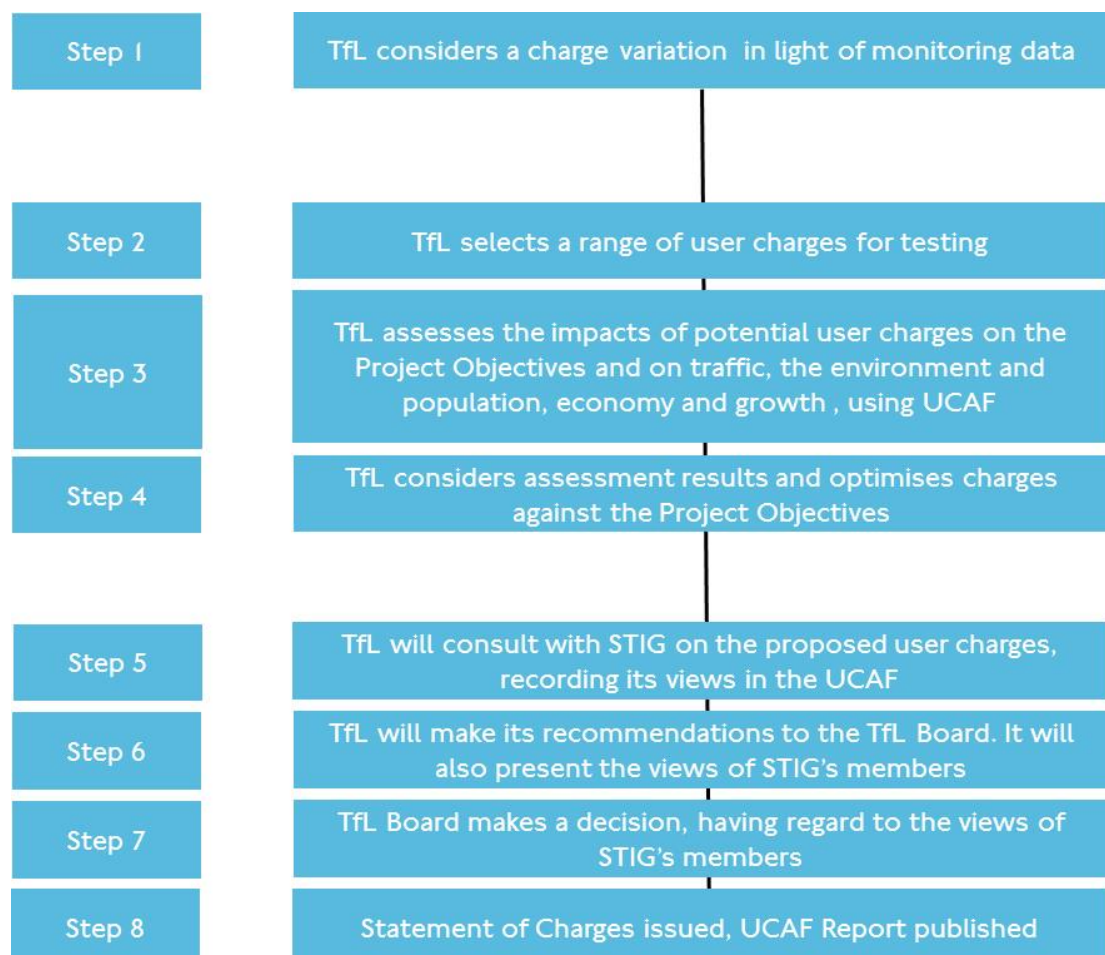 Step 1
TfL considers a charge variation in light of monitoring data
Step 2
TfL selects a range of user charges for testing
Step 3
TfL assesses the impacts of potential user charges on the
Project Objectives and on traffic, the environment and
population, economy and growth , using UCAF
Step 4
TfL considers assessment results and optimises charges
against the Project Objectives
Step 5
TfL will consult with STIG on the proposed user charges,
recording its views in the UCAF
Step 6
TfL will make its recommendations to the TfL Board. It will
also present the views of STIG's members
Step 7
TfL Board makes a decision, having regard to the views of
STIG's members
Step 8
Statement of Charges issued, UCAF Report published